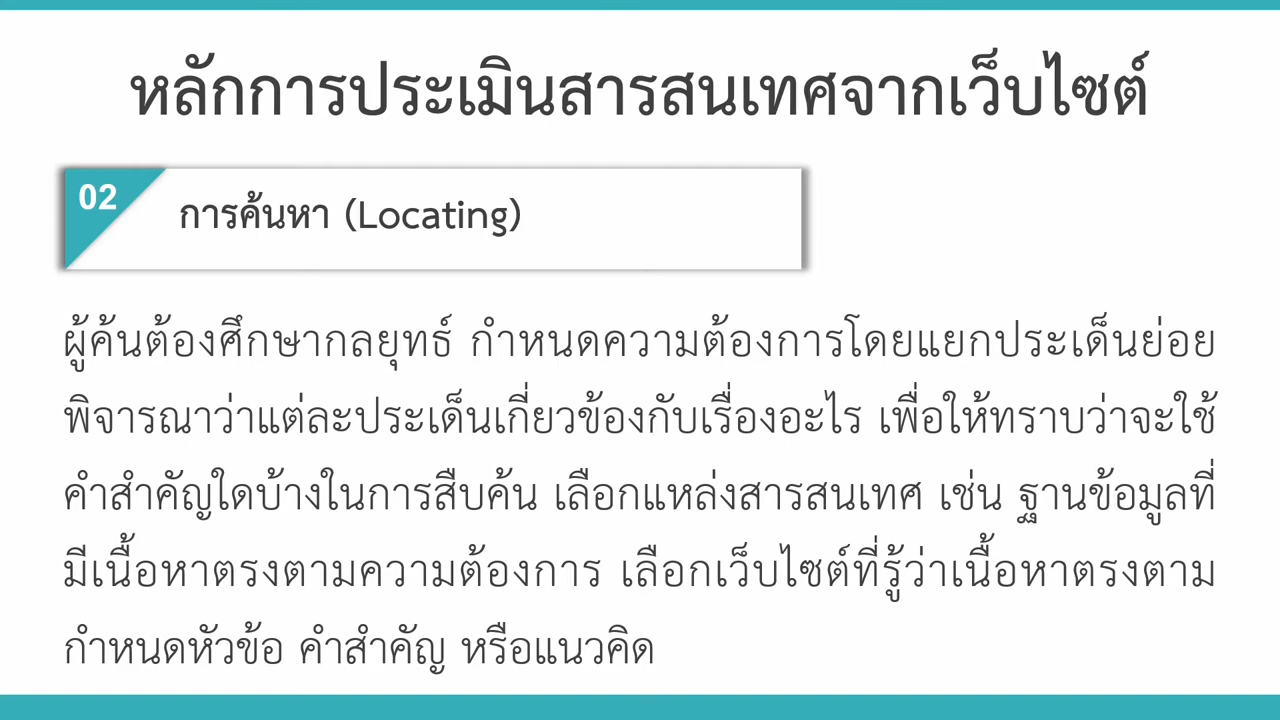 หลักการประเมินสารสนเทศจากเว็บไซต์
02
การค้นหา (Locating)
ผู้ค้นต้องศึกษากลยุทธ์ กำหนดความต้องการโดยแยกประเด็นย่อย
พิจารณาว่าแต่ละประเด็นเกี่ยวข้องกับเรื่องอะไร เพื่อให้ทราบว่าจะใช้
คำสำคัญใดบ้างในการสืบค้น เลือกแหล่งสารสนเทศ เช่น ฐานข้อมูลที่
มีเนื้อหาตรงตามความต้องการ เลือกเว็บไซต์ที่รู้ว่าเนื้อหาตรงตาม
กำหนดหัวข้อ คำสำคัญ หรือแนวคิด